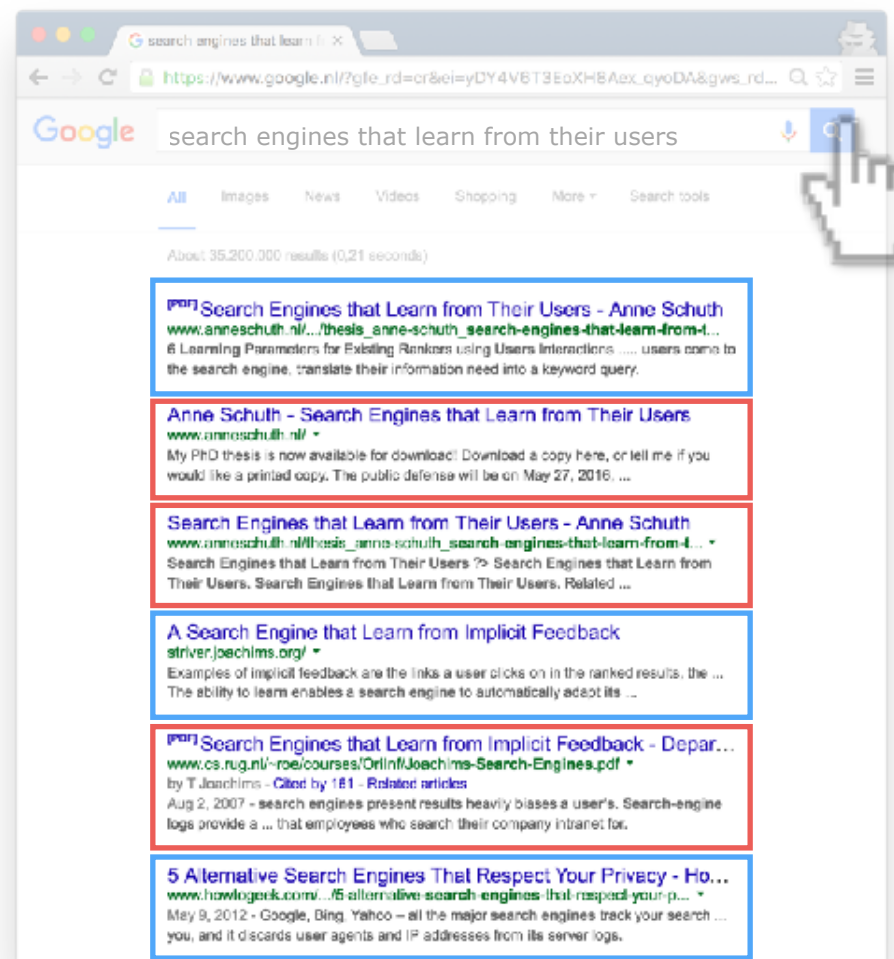 search engines that learn f
https://www.google.nl/?gfe_rd=cr&ei=yDY4V6T3EoXH8Aex_qyoDA&gws_rd...
Google
search engines that learn from their users
All Images News Videos Shopping More Search tools
About 35.200.000 results (0,21 seconds)
[PDF] Search Engines that Learn from Their Users - Anne Schuth
www.anneschuth.nl/.../thesis_anne-schuth_search-engines-that-learn-from-t...
6 Learning Parameters for Existing Rankers using Users Interactions ..... users come to
the search engine, translate their information need into a keyword query.
Anne Schuth - Search Engines that Learn from Their Users
www.anneschuth.nl/
My PhD thesis is now available for download! Download a copy here, or tell me if you
would like a printed copy. The public defense will be on May 27, 2016, ...
Search Engines that Learn from Their Users - Anne Schuth
www.anneschuth.nl/thesis_anne-schuth_search-engines-that-learn-from-t...
Search Engines that Learn from Their Users ?> Search Engines that Learn from
Their Users. Search Engines that Learn from Their Users. Related ...
A Search Engine that Learn from Implicit Feedback
striver.joachims.org/
Examples of implicit feedback are the links a user clicks on in the ranked results, the ...
The ability to learn enables a search engine to automatically adapt its ...
[PDF] Search Engines that Learn from Implicit Feedback - Depar...
www.cs.rug.nl/~roe/courses/OriInf/Joachims-Search-Engines.pdf
by T Joachims - Cited by 161 - Related articles
Aug 2, 2007 - search engines present results heavily biases a user's. Search-engine
logs provide a ... that employees who search their company intranet for.
5 Alternative Search Engines That Respect Your Privacy - Ho...
www.howtogeek.com/.../5-alternative-search-engines-that-respect-your-p...
May 9, 2012 - Google, Bing, Yahoo – all the major search engines track your search ...
you, and it discards user agents and IP addresses from its server logs.